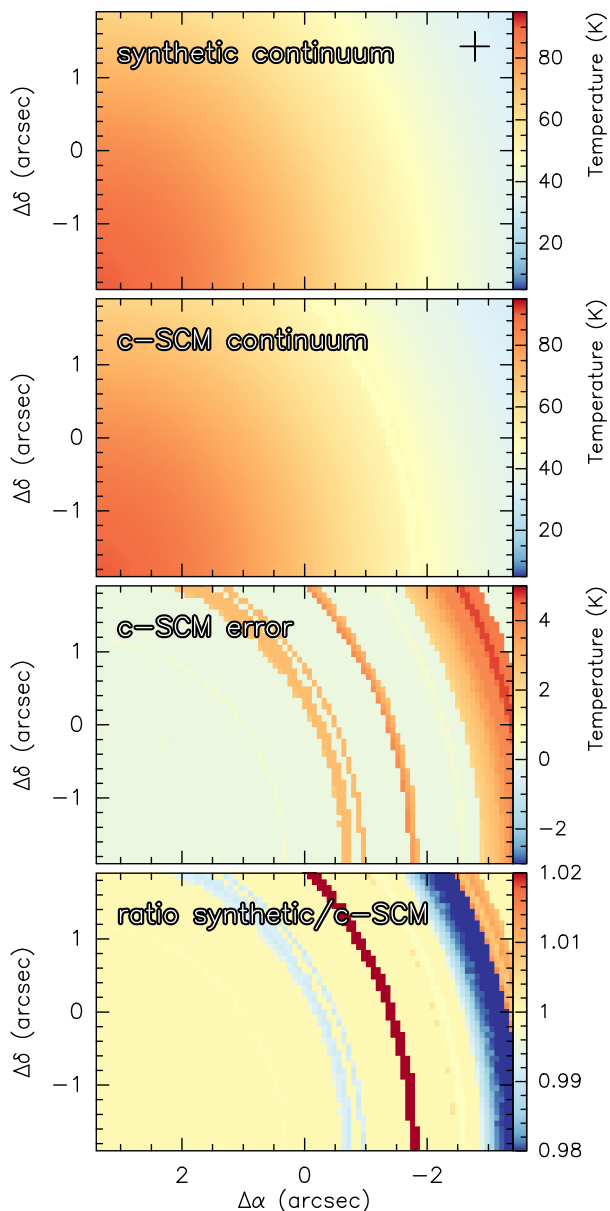 synthetic continuum
1
0
−1
Δδ (arcsec)
80
60
40
20
Temperature (K)
c−SCM continuum
1
0
−1
Δδ (arcsec)
80
60
40
20
Temperature (K)
c−SCM error
1
0
−1
Δδ (arcsec)
4
2
0
−2
Temperature (K)
ratio synthetic/c−SCM
1
0
−1
Δδ (arcsec)
1.02
1.01
1
0.99
0.98
2 0 −2
Δα (arcsec)